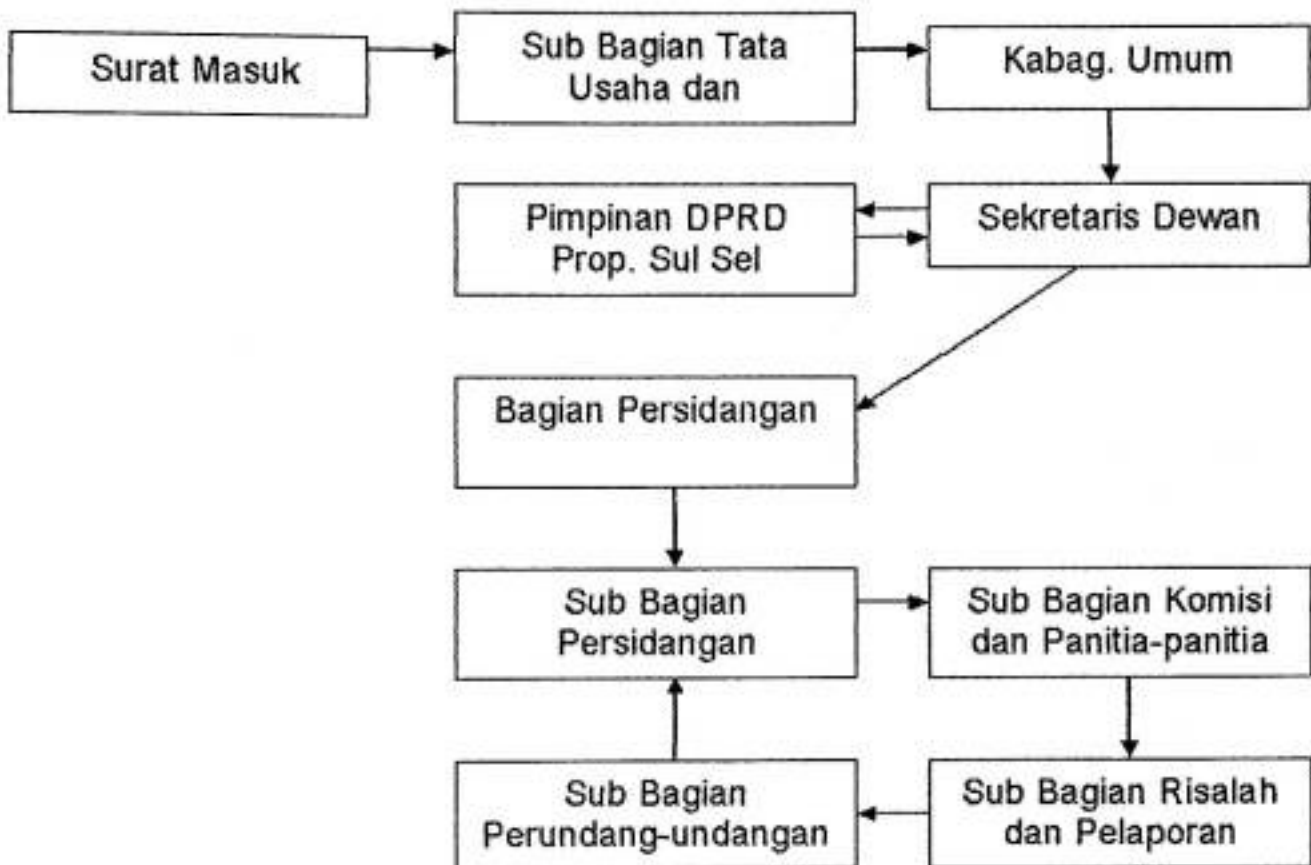 Surat Masuk
Sub Bagian Tata
Usaha dan
Kabag. Umum
Pimpinan DPRD
Prop. Sul Sel
Sekretaris Dewan
Bagian Persidangan
Sub Bagian
Persidangan
Sub Bagian Komisi
dan Panitia-panitia
Sub Bagian
Perundang-undangan
Sub Bagian Risalah
dan Pelaporan